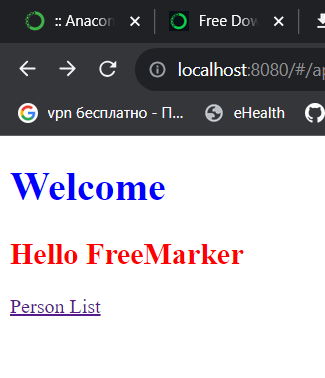 :: Anacon
Free Dow
localhost:8080/#/ap
vpn бесплатно - П...
eHealth
Welcome
Hello FreeMarker
Person List